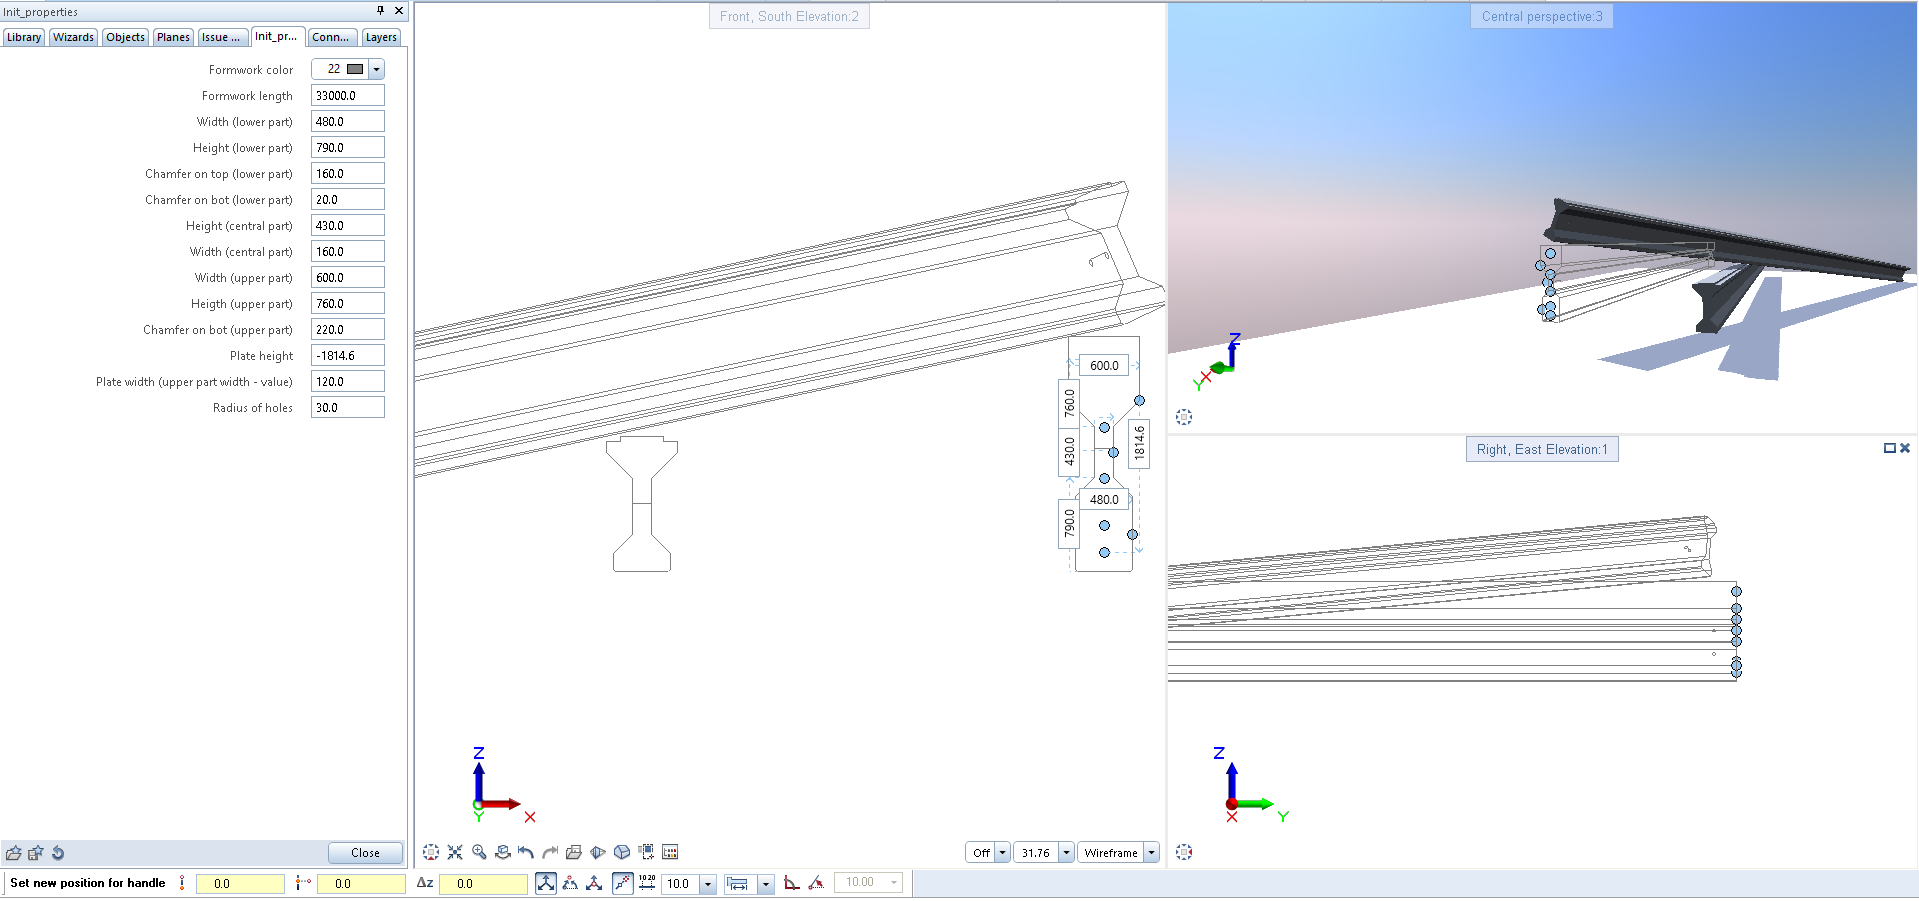 Init_properties
Library Wizards Objects Planes Issue ... Init_pr... Conn... Layers
Formwork color 22
Formwork length 33000.0
Width (lower part) 480.0
Height (lower part) 790.0
Chamfer on top (lower part) 160.0
Chamfer on bot (lower part) 20.0
Height (central part) 430.0
Width (central part) 160.0
Width (upper part) 600.0
Heigth (upper part) 760.0
Chamfer on bot (upper part) 220.0
Plate height -1814.6
Plate width (upper part width - value) 120.0
Radius of holes 30.0
Close
Front, South Elevation:2
600.0
760.0
430.0
1814.6
480.0
790.0
Z
Y
X
Off 31.76 Wireframe
Central perspective:3
Z
X
Y
Right, East Elevation:1
Z
X
Y
Set new position for handle 0.0 0.0 Δz 0.0 10 20 10.0 10.00